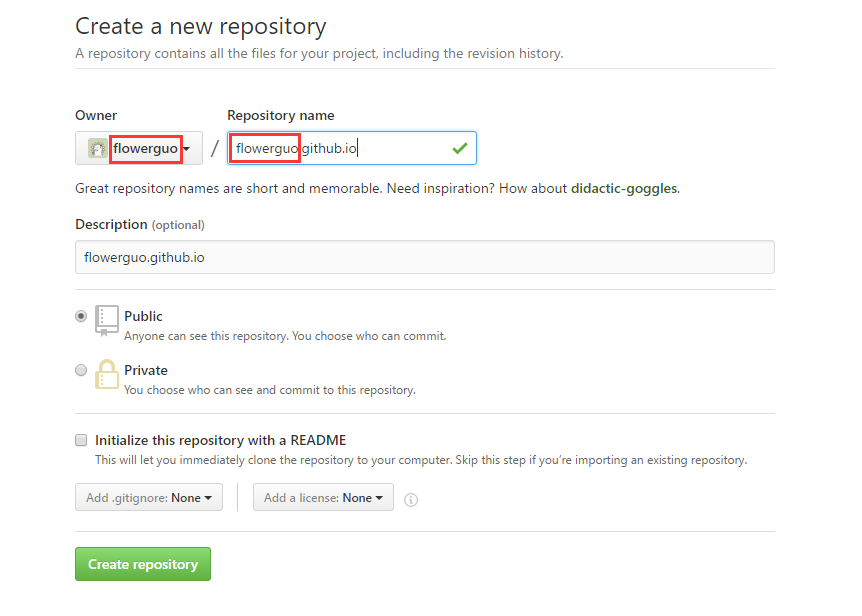 Create a new repository
A repository contains all the files for your project, including the revision history.
Owner Repository name
flowerguo / flowerguo.github.io
Great repository names are short and memorable. Need inspiration? How about didactic-goggles.
Description (optional)
flowerguo.github.io
Public
Anyone can see this repository. You choose who can commit.
Private
You choose who can see and commit to this repository.
Initialize this repository with a README
This will let you immediately clone the repository to your computer. Skip this step if you’re importing an existing repository.
Add .gitignore: None Add a license: None
Create repository